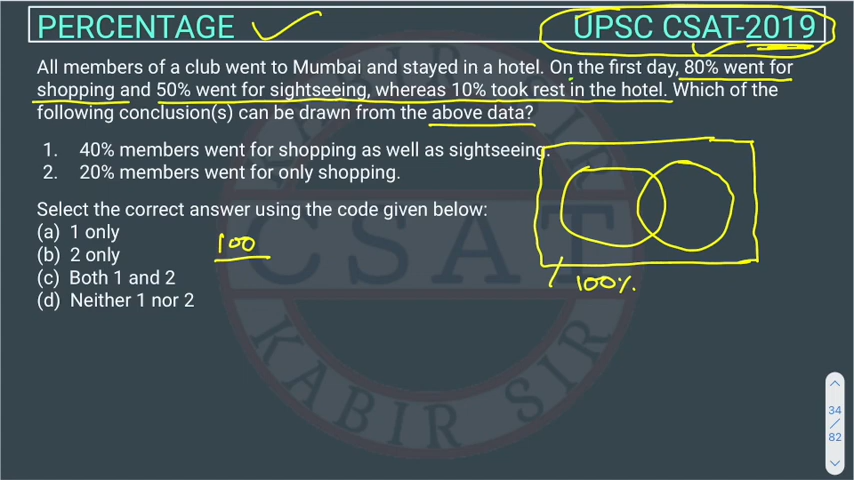 PERCENTAGE
UPSC CSAT-2019
All members of a club went to Mumbai and stayed in a hotel. On the first day, 80% went for
shopping and 50% went for sightseeing, whereas 10% took rest in the hotel. Which of the
following conclusion(s) can be drawn from the above data?
1. 40% members went for shopping as well as sightseeing.
2. 20% members went for only shopping.
Select the correct answer using the code given below:
(a) 1 only
(b) 2 only
(c) Both 1 and 2
(d) Neither 1 nor 2
100
100%
CSAT
KABIR SIR
34
/
82